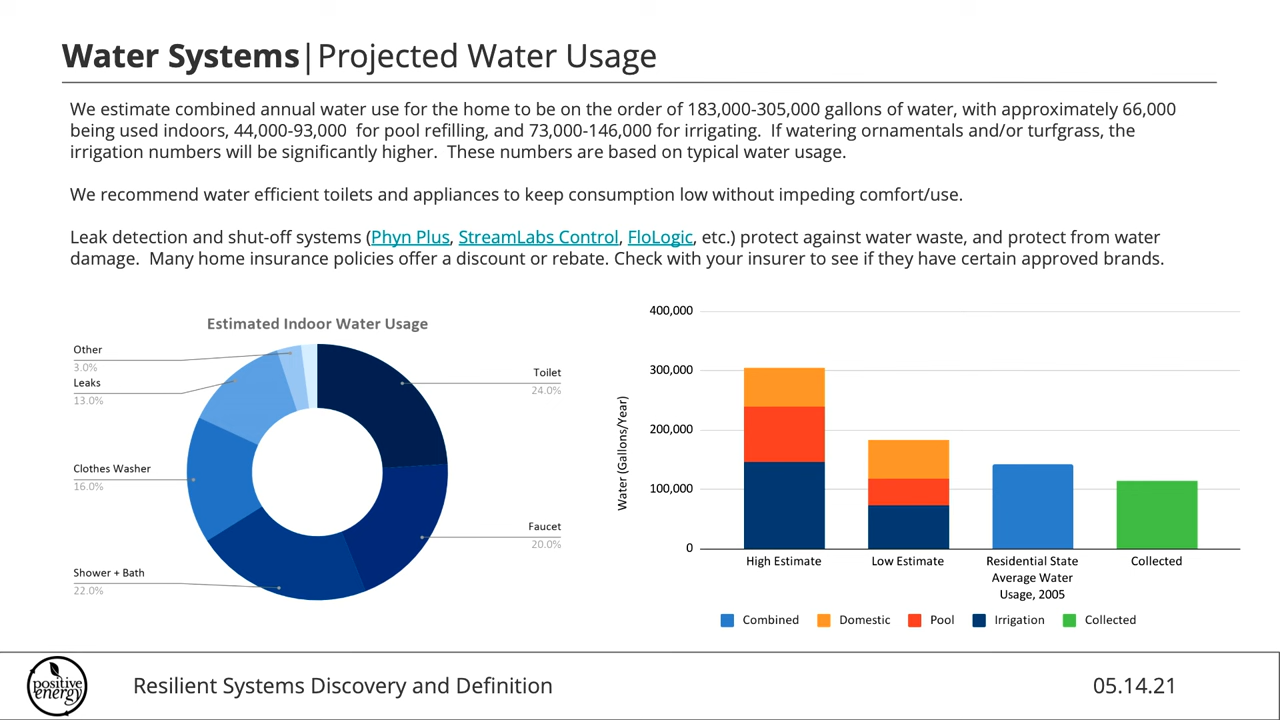 Water Systems|Projected Water Usage
We estimate combined annual water use for the home to be on the order of 183,000-305,000 gallons of water, with approximately 66,000
being used indoors, 44,000-93,000 for pool refilling, and 73,000-146,000 for irrigating. If watering ornamentals and/or turfgrass, the
irrigation numbers will be significantly higher. These numbers are based on typical water usage.
We recommend water efficient toilets and appliances to keep consumption low without impeding comfort/use.
Leak detection and shut-off systems (Phyn Plus, StreamLabs Control, FloLogic, etc.) protect against water waste, and protect from water
damage. Many home insurance policies offer a discount or rebate. Check with your insurer to see if they have certain approved brands.
Estimated Indoor Water Usage
Other
3.0%
Leaks
13.0%
Clothes Washer
16.0%
Shower + Bath
22.0%
Toilet
24.0%
Faucet
20.0%
Water (Gallons/Year)
400,000
300,000
200,000
100,000
0
High Estimate
Low Estimate
Residential State
Average Water
Usage, 2005
Collected
Combined
Domestic
Pool
Irrigation
Collected
positive
energy
Resilient Systems Discovery and Definition
05.14.21